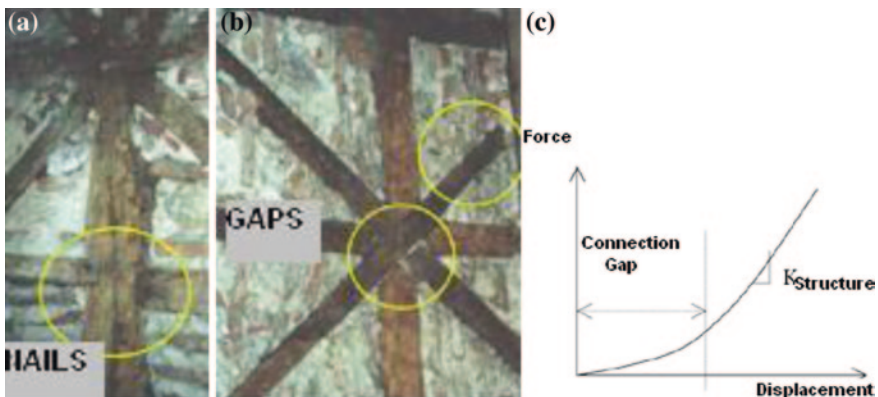 (a)
NAILS
(b)
GAPS
(c)
Force
Connection
Gap
KStructure
Displacement